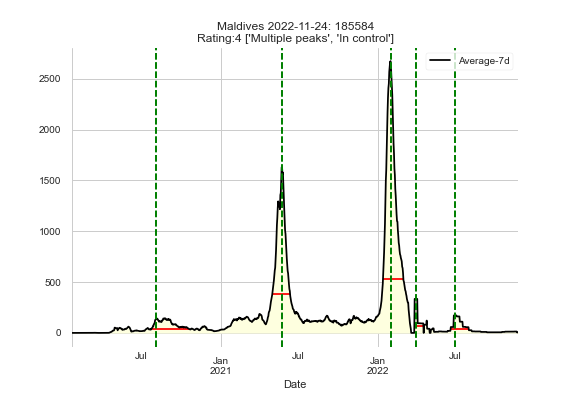 Maldives 2022-11-24: 185584
Rating:4 ['Multiple peaks', 'In control']
Average-7d
2500
2000
1500
1000
500
0
Jul
Jan
2021
Jul
Jan
2022
Jul
Date